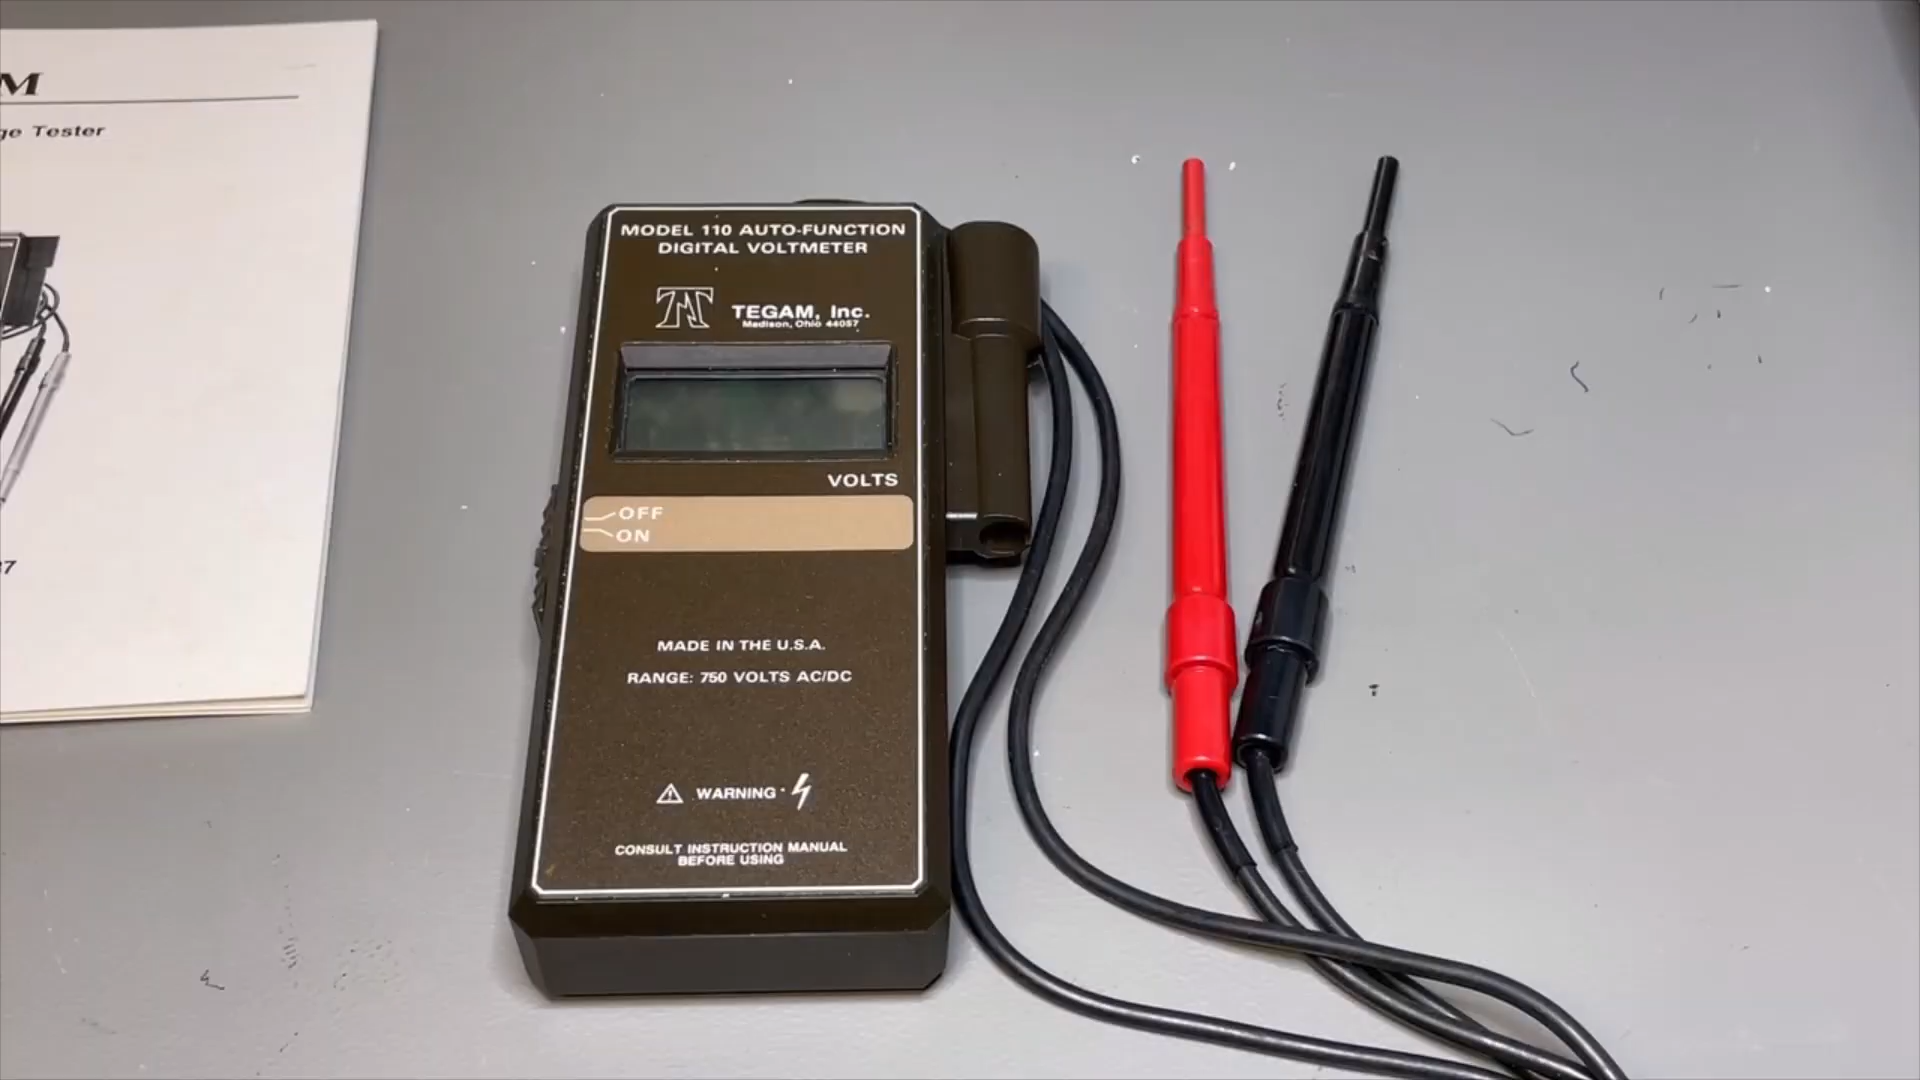 M
ge Tester
37
MODEL 110 AUTO-FUNCTION
DIGITAL VOLTMETER
TEGAM, Inc.
Madison, Ohio 44057
VOLTS
OFF
ON
MADE IN THE U.S.A.
RANGE: 750 VOLTS AC/DC
WARNING
CONSULT INSTRUCTION MANUAL
BEFORE USING